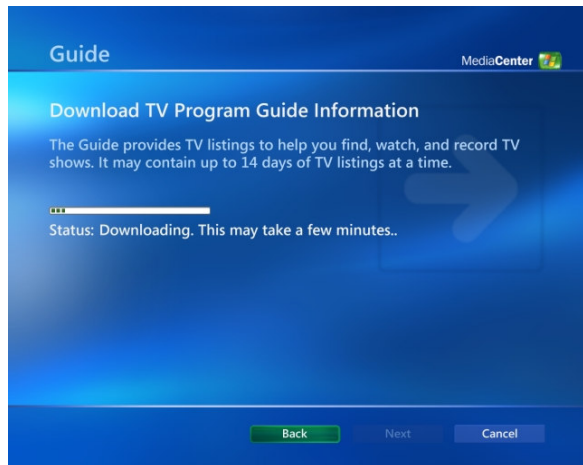 Guide
MediaCenter
Download TV Program Guide Information
The Guide provides TV listings to help you find, watch, and record TV
shows. It may contain up to 14 days of TV listings at a time.
Status: Downloading. This may take a few minutes..
Back Next Cancel